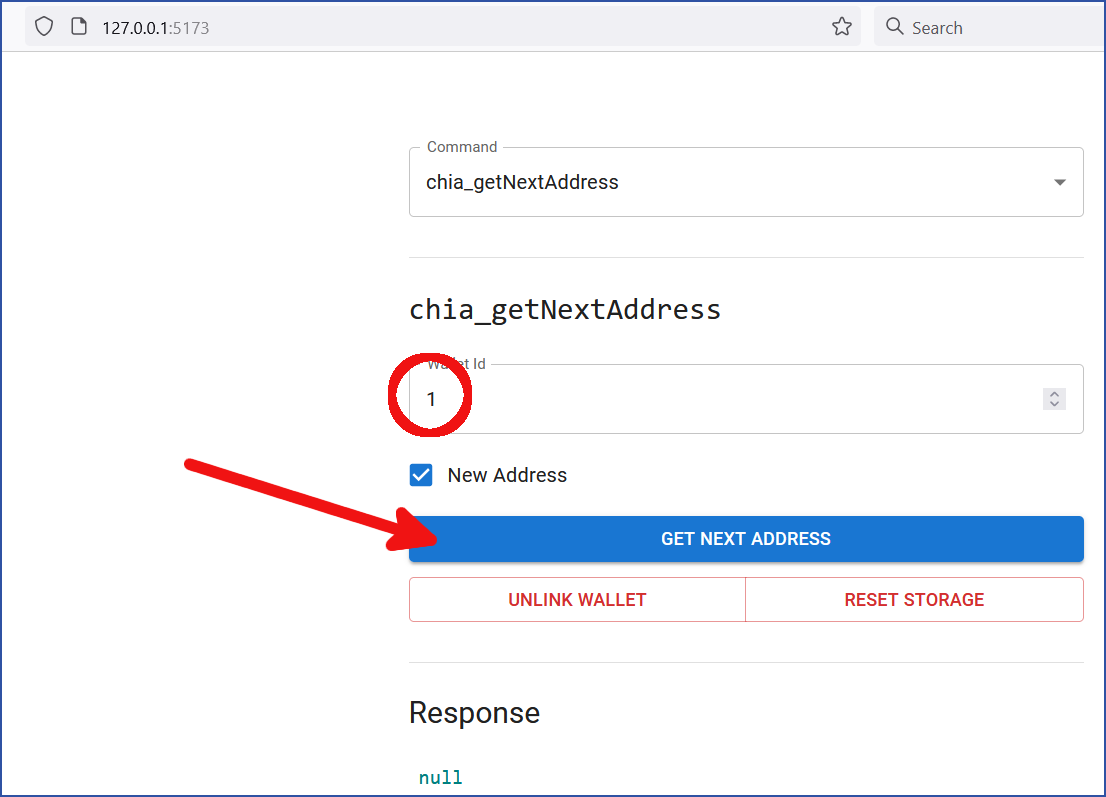 127.0.0.1:5173
Search
Command
chia_getNextAddress
chia_getNextAddress
Wallet Id
1
New Address
GET NEXT ADDRESS
UNLINK WALLET
RESET STORAGE
Response
null